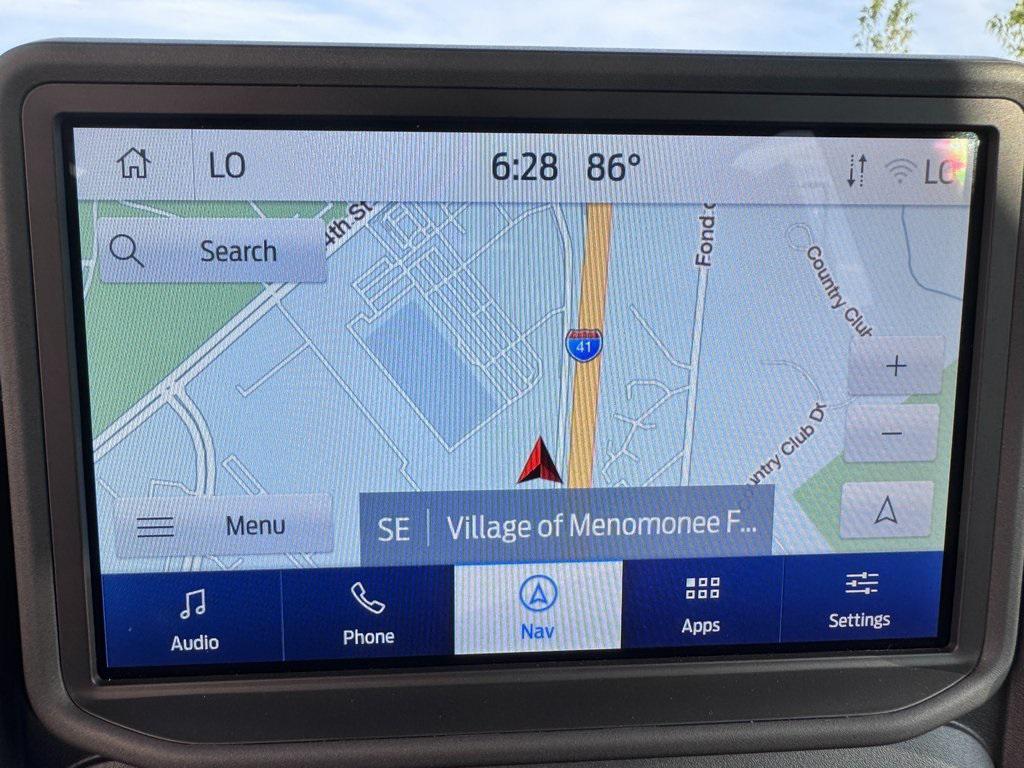 LO 6:28 86° LO
4th St
Search
Fond
Country Club
41
+
Country Club Dr
−
Menu
SE Village of Menomonee F...
Audio Phone Nav Apps Settings